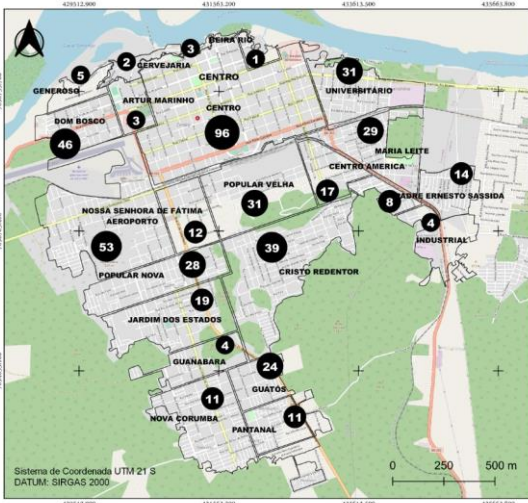 BEIRA RIO
3
2
1
CERVEJARIA
5
CENTRO
31
GENEROSO
UNIVERSITÁRIO
ARTUR MARINHO
CENTRO
DOM BOSCO
3
96
29
46
MARIA LEITE
CENTRO AMERICA
14
POPULAR VELHA
17
PADRE ERNESTO SASSIDA
31
8
NOSSA SENHORA DE FÁTIMA
AEROPORTO
4
12
INDUSTRIAL
53
39
28
CRISTO REDENTOR
POPULAR NOVA
19
JARDIM DOS ESTADOS
4
GUANABARA
24
GUATÓS
11
NOVA CORUMBA
11
PANTANAL
Sistema de Coordenada UTM 21 S
DATUM: SIRGAS 2000
0 250 500 m